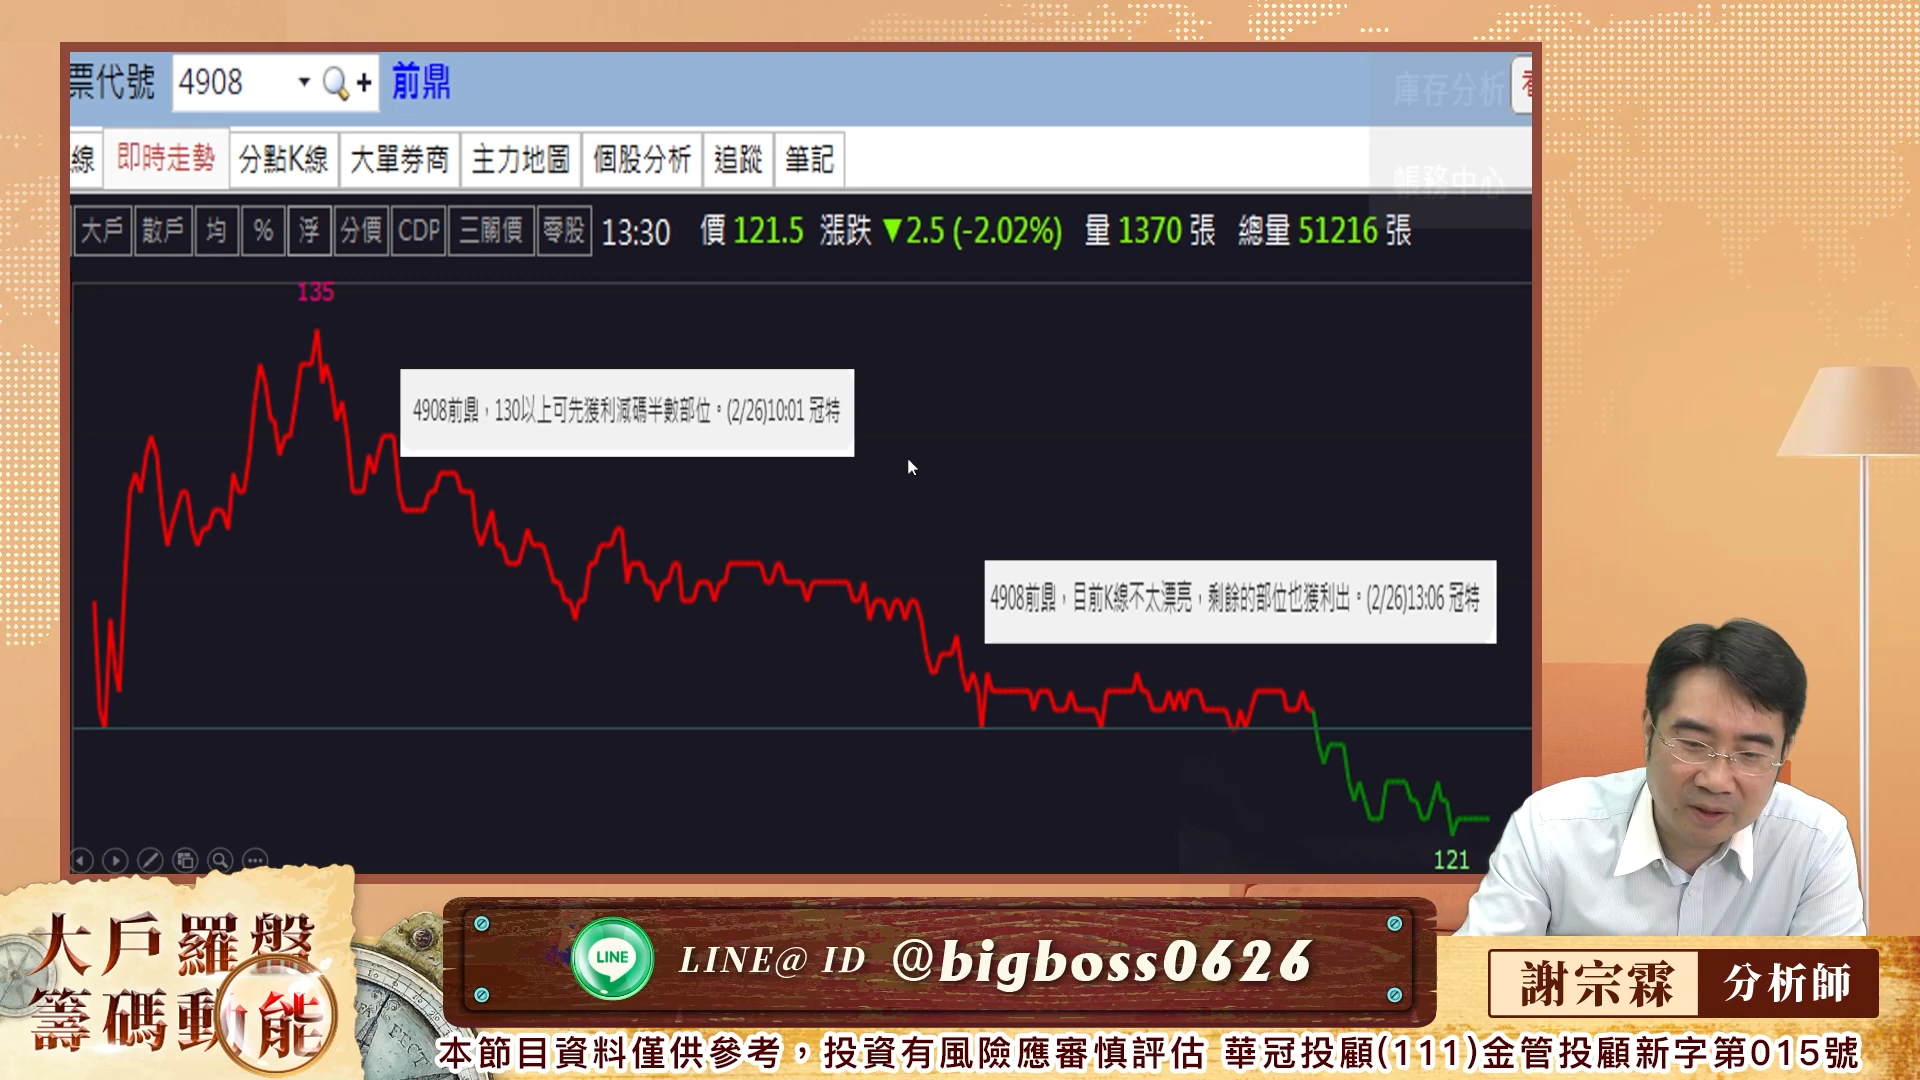 票代號 4908 前鼎 庫存分析
線 即時走勢 分點K線 大單券商 主力地圖 個股分析 追蹤 筆記
帳務中心
大戶 散戶 均 % 浮 分價 CDP 三關價 零股 13:30 價 121.5 漲跌 ▼2.5 (-2.02%) 量 1370 張 總量 51216 張
135
4908前鼎，130以上可先獲利減碼半數部位。(2/26)10:01 冠特
4908前鼎，目前K線不太漂亮，剩餘的部位也獲利出。(2/26)13:06 冠特
121
大戶羅盤
籌碼動能
LINE
LINE@ ID @bigboss0626
謝宗霖 分析師
本節目資料僅供參考，投資有風險應審慎評估 華冠投顧(111)金管投顧新字第015號